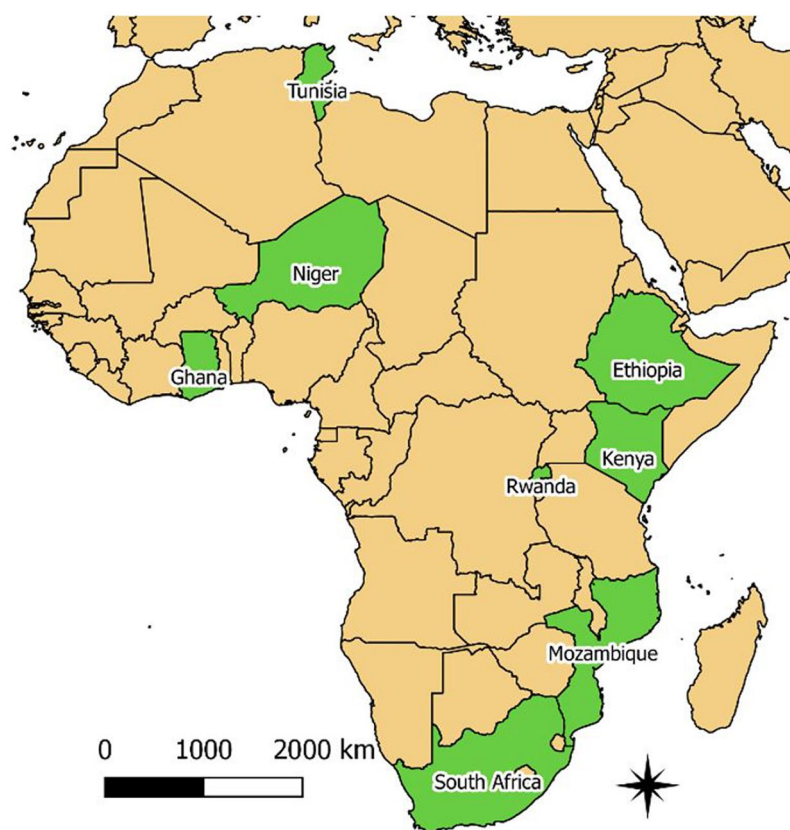 Tunisia
Niger
Ghana
Ethiopia
Kenya
Rwanda
Mozambique
0 1000 2000 km
South Africa